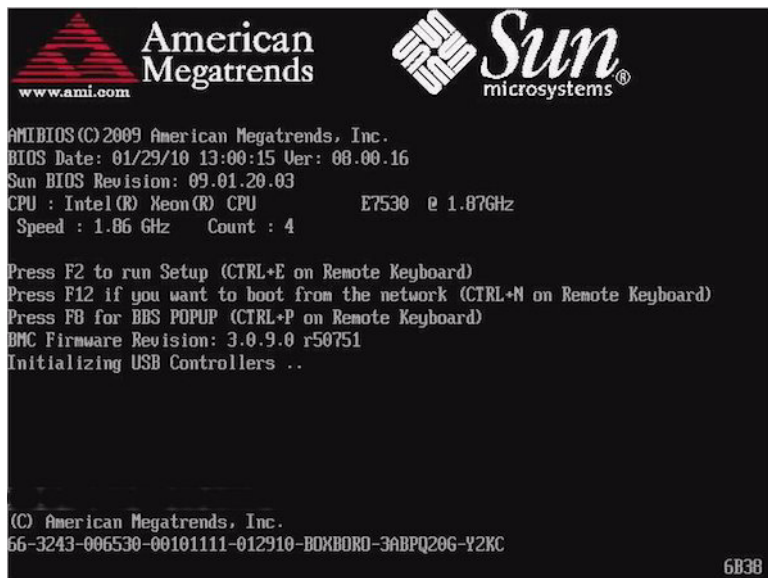 American
Megatrends
www.ami.com
Sun
microsystems®
AMIBIOS(C)2009 American Megatrends, Inc.
BIOS Date: 01/29/10 13:00:15 Ver: 08.00.16
Sun BIOS Revision: 09.01.20.03
CPU : Intel(R) Xeon(R) CPU E7530 @ 1.87GHz
Speed : 1.86 GHz Count : 4
Press F2 to run Setup (CTRL+E on Remote Keyboard)
Press F12 if you want to boot from the network (CTRL+N on Remote Keyboard)
Press F8 for BBS POPUP (CTRL+P on Remote Keyboard)
BMC Firmware Revision: 3.0.9.0 r50751
Initializing USB Controllers ..
(C) American Megatrends, Inc.
66-3243-006530-00101111-012910-BOXBORO-3ABPQ20G-Y2KC
6B38